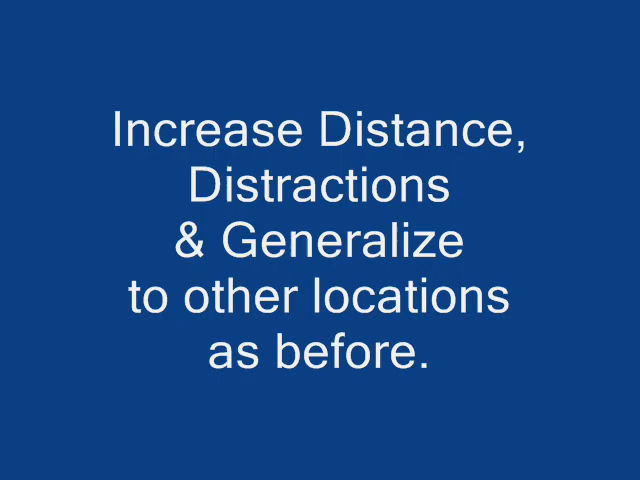 Increase Distance,
Distractions
& Generalize
to other locations
as before.